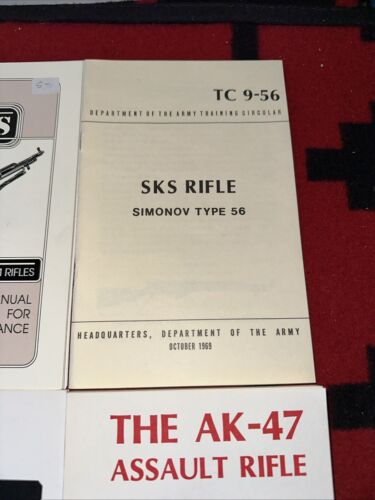 S
RIFLES
NUAL
FOR
ANCE
TC 9-56
DEPARTMENT OF THE ARMY TRAINING CIRCULAR
SKS RIFLE
SIMONOV TYPE 56
HEADQUARTERS, DEPARTMENT OF THE ARMY
OCTOBER 1969
THE AK-47
ASSAULT RIFLE